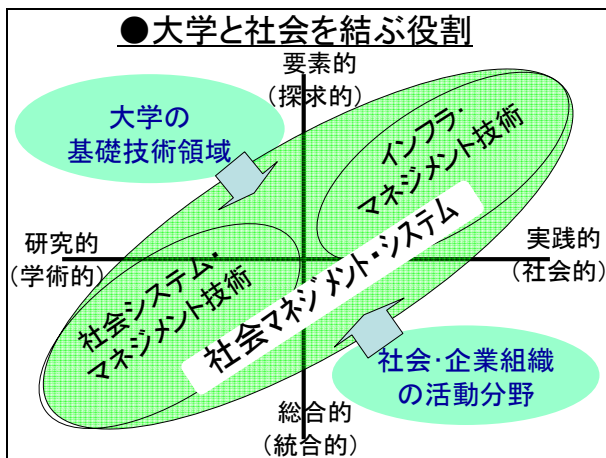 ●大学と社会を結ぶ役割
要素的
(探求的)
大学の
基礎技術領域
インフラ・
マネジメント技術
研究的
(学術的)
実践的
(社会的)
社会システム・
マネジメント技術
社会マネジメント・システム
社会・企業組織
の活動分野
総合的
(統合的)